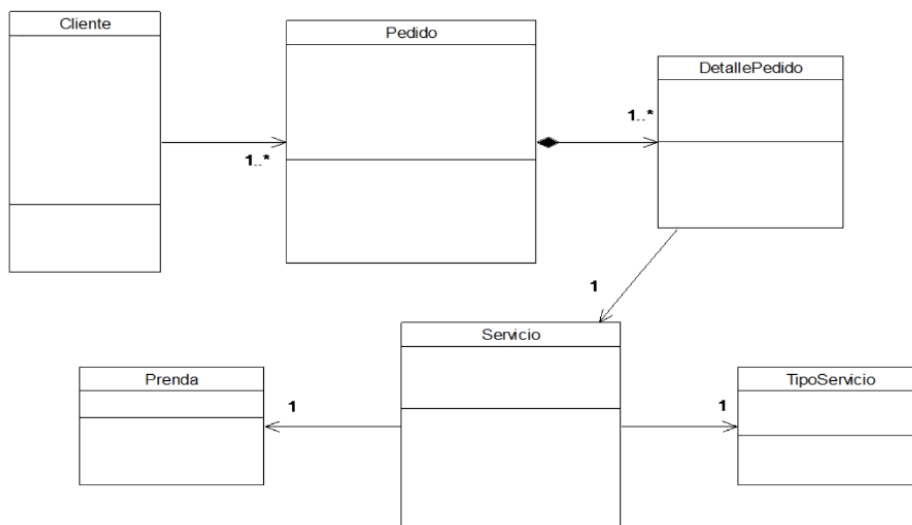 Cliente
Pedido
DetallePedido
1..*
1..*
1
Servicio
Prenda
TipoServicio
1
1